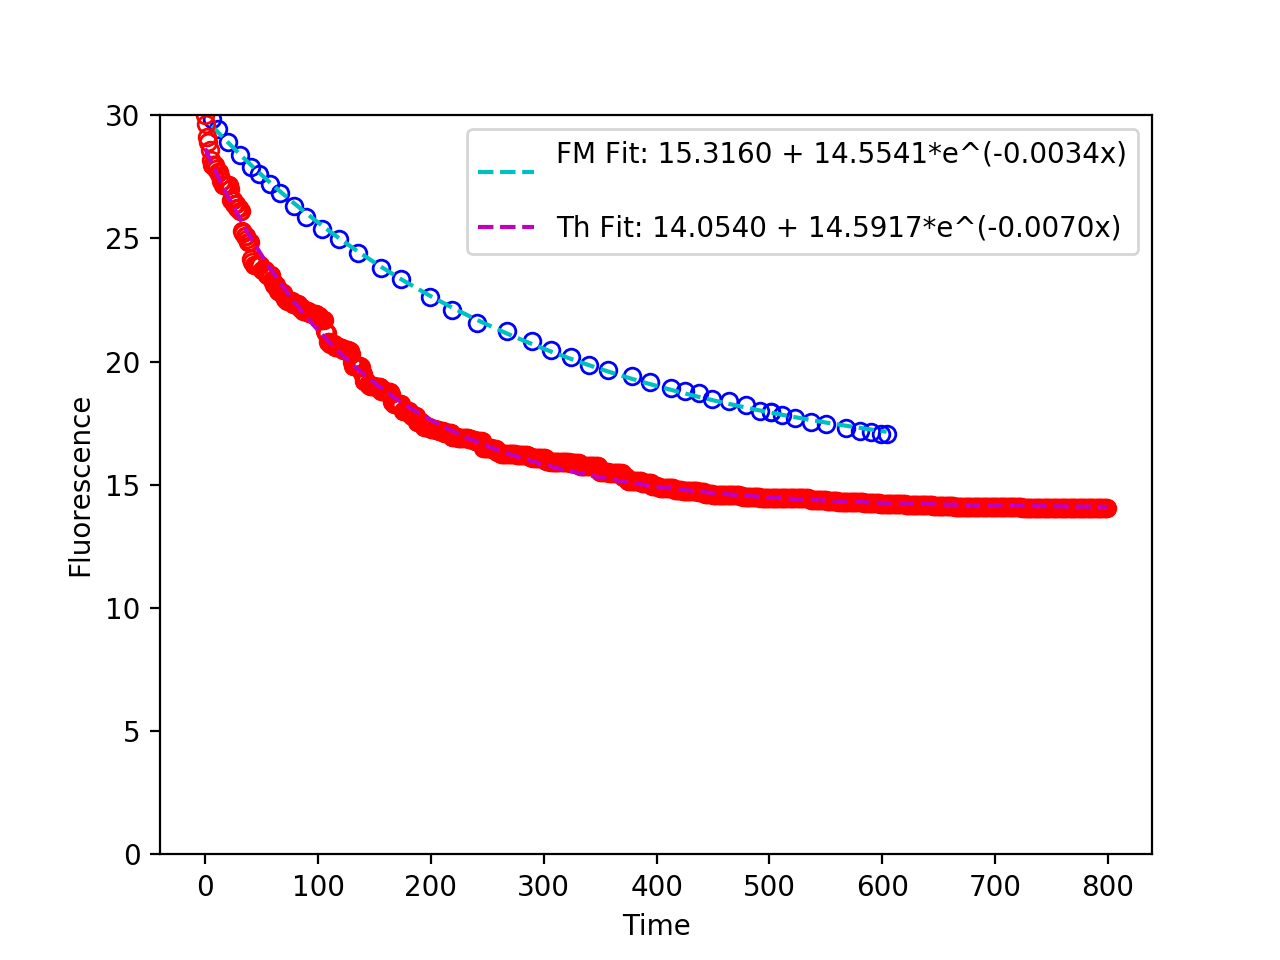 FM Fit: 15.3160 + 14.5541*e^(-0.0034x)
Th Fit: 14.0540 + 14.5917*e^(-0.0070x)
30
25
20
15
10
5
0
Fluorescence
0 100 200 300 400 500 600 700 800
Time